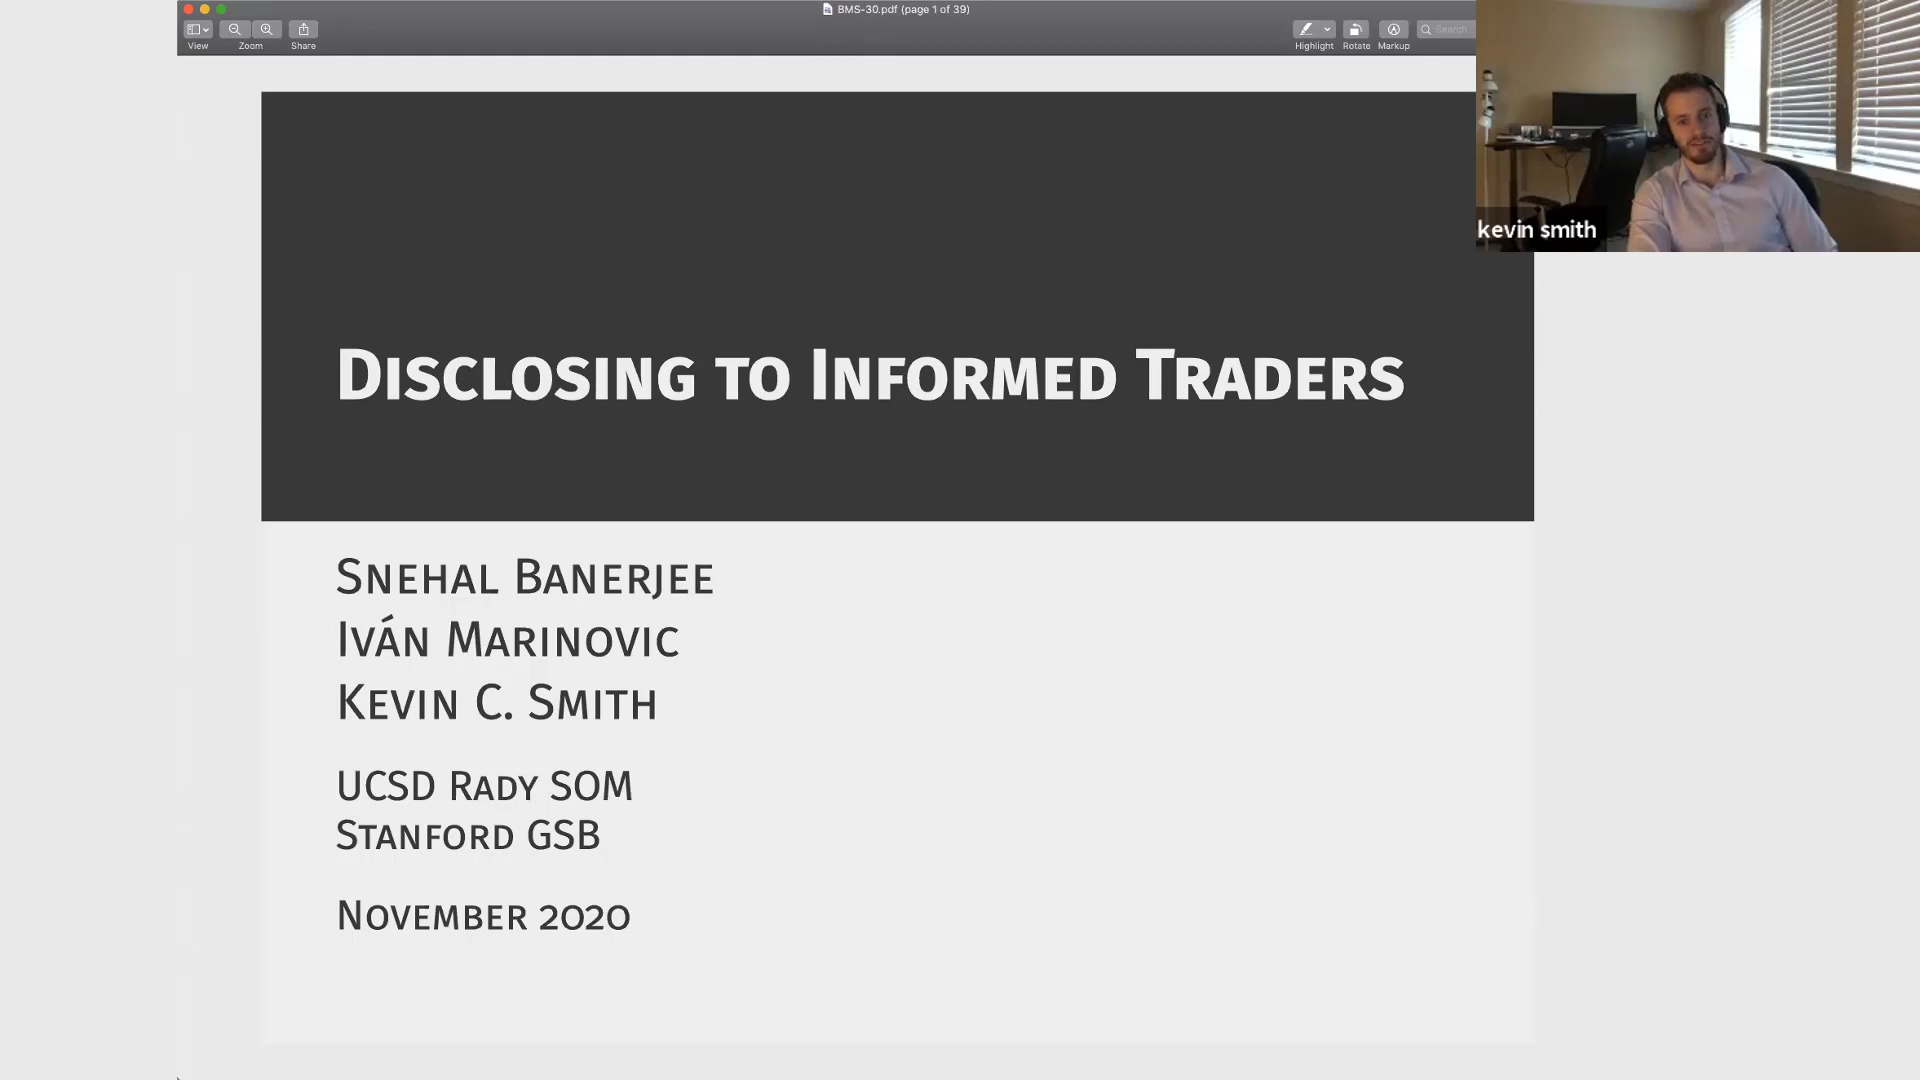 BMS-30.pdf (page 1 of 39)
View
Zoom
Share
Highlight
Rotate
Markup
Search
kevin smith
Disclosing to Informed Traders
Snehal Banerjee
Iván Marinovic
Kevin C. Smith
UCSD Rady SOM
Stanford GSB
November 2020